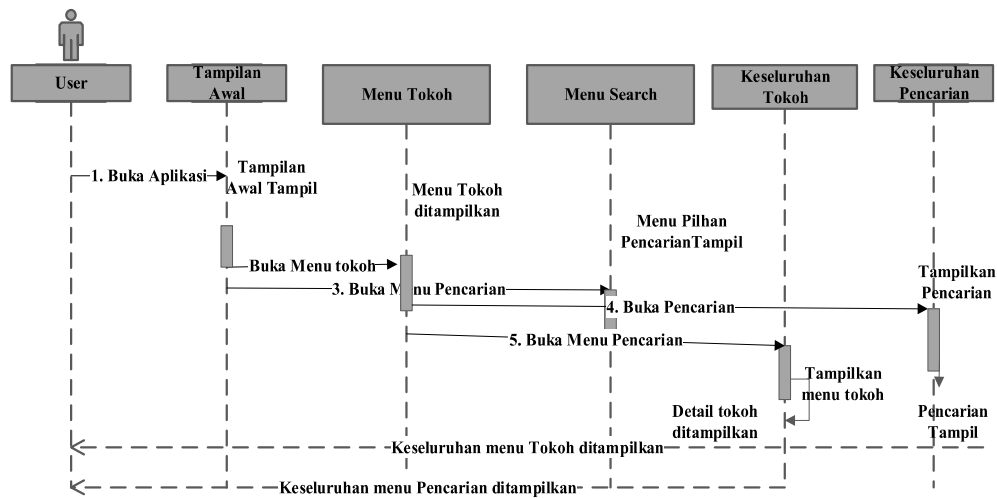 User
Tampilan
Awal
Menu Tokoh
Menu Search
Keseluruhan
Tokoh
Keseluruhan
Pencarian
1. Buka Aplikasi
Tampilan
Awal Tampil
Menu Tokoh
ditampilkan
Menu Pilhan
PencarianTampil
Buka Menu tokoh
3. Buka Menu Pencarian
Tampilkan
Pencarian
4. Buka Pencarian
5. Buka Menu Pencarian
Tampilkan
menu tokoh
Detail tokoh
ditampilkan
Pencarian
Tampil
Keseluruhan menu Tokoh ditampilkan
Keseluruhan menu Pencarian ditampilkan